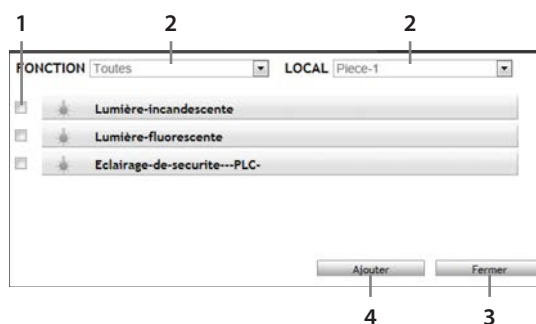 1 2 2
FONCTION Toutes LOCAL Piece-1
Lumière-incandescente
Lumière-fluorescente
Eclairage-de-securite---PLC-
Ajouter Fermer
4 3